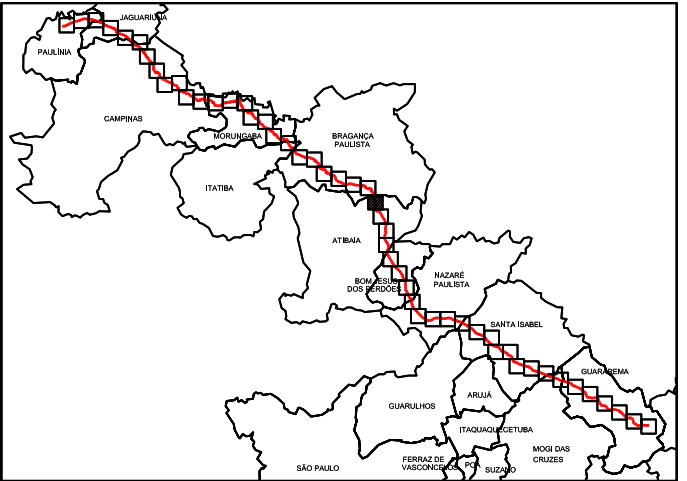 JAGUARIÚNA
PAULÍNIA
CAMPINAS
MORUNGABA
BRAGANÇA
PAULISTA
ITATIBA
ATIBAIA
BOM JESUS
DOS PERDÕES
NAZARÉ
PAULISTA
SANTA ISABEL
GUARAREMA
ARUJÁ
GUARULHOS
ITAQUAQUECETUBA
MOGI DAS
CRUZES
FERRAZ DE
VASCONCELOS
POÁ
SUZANO
SÃO PAULO